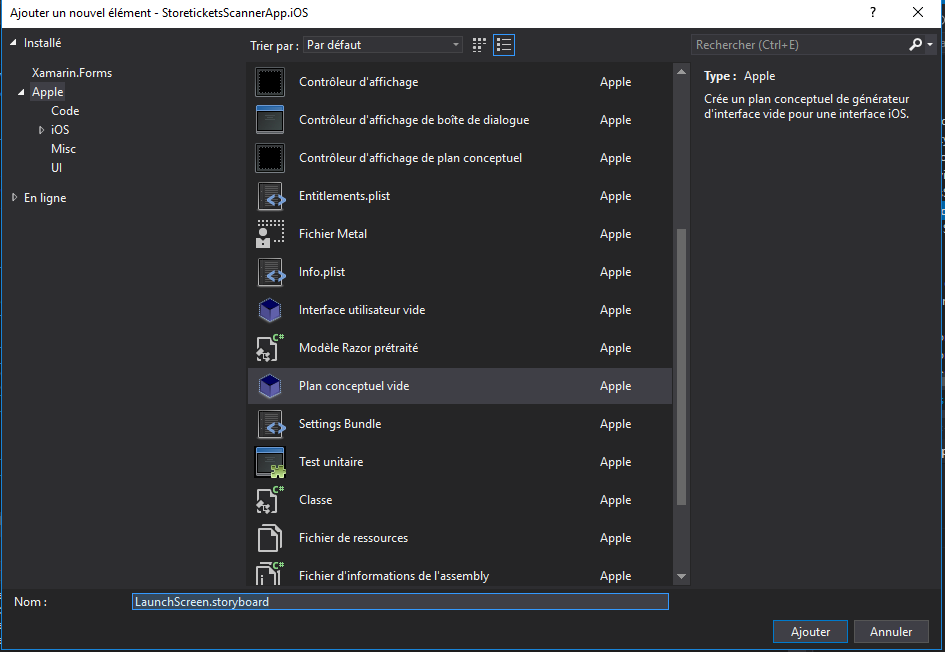 Ajouter un nouvel élément - StoreticketsScannerApp.iOS
?
Installé
Xamarin.Forms
Apple
Code
iOS
Misc
UI
En ligne
Trier par : Par défaut
Rechercher (Ctrl+E)
Contrôleur d'affichage Apple
Contrôleur d'affichage de boîte de dialogue Apple
Contrôleur d'affichage de plan conceptuel Apple
Entitlements.plist Apple
Fichier Metal Apple
Info.plist Apple
Interface utilisateur vide Apple
C#
Modèle Razor prétraité Apple
Plan conceptuel vide Apple
Settings Bundle Apple
Test unitaire Apple
C#
Classe Apple
Fichier de ressources Apple
C#
Fichier d'informations de l'assembly Apple
Type : Apple
Crée un plan conceptuel de générateur
d'interface vide pour une interface iOS.
Nom : LaunchScreen.storyboard
Ajouter Annuler